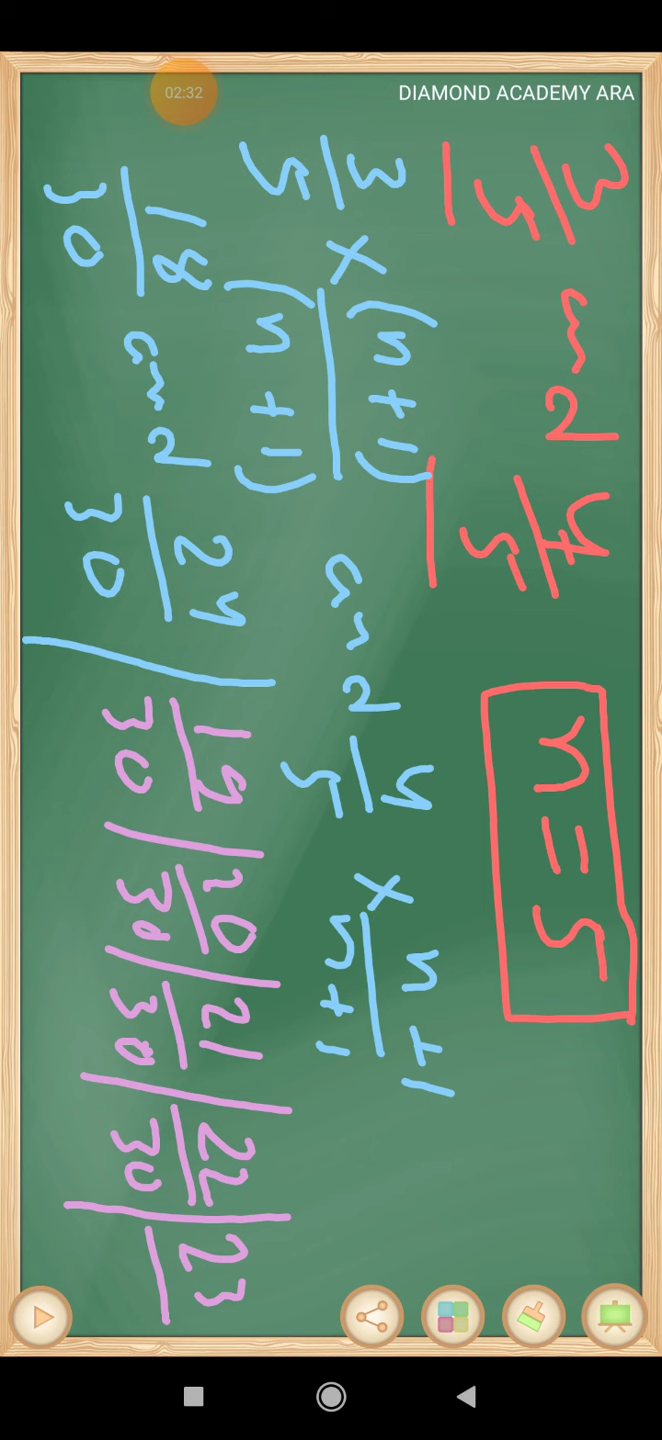 02:32
DIAMOND ACADEMY ARA
3/5 and 4/5
n = 5
3/5 × (n+1)/(n+1) and 4/5 × n+1/n+1
18/30 and 24/30 | 19/30 | 20/30 | 21/30 | 22/30 | 23